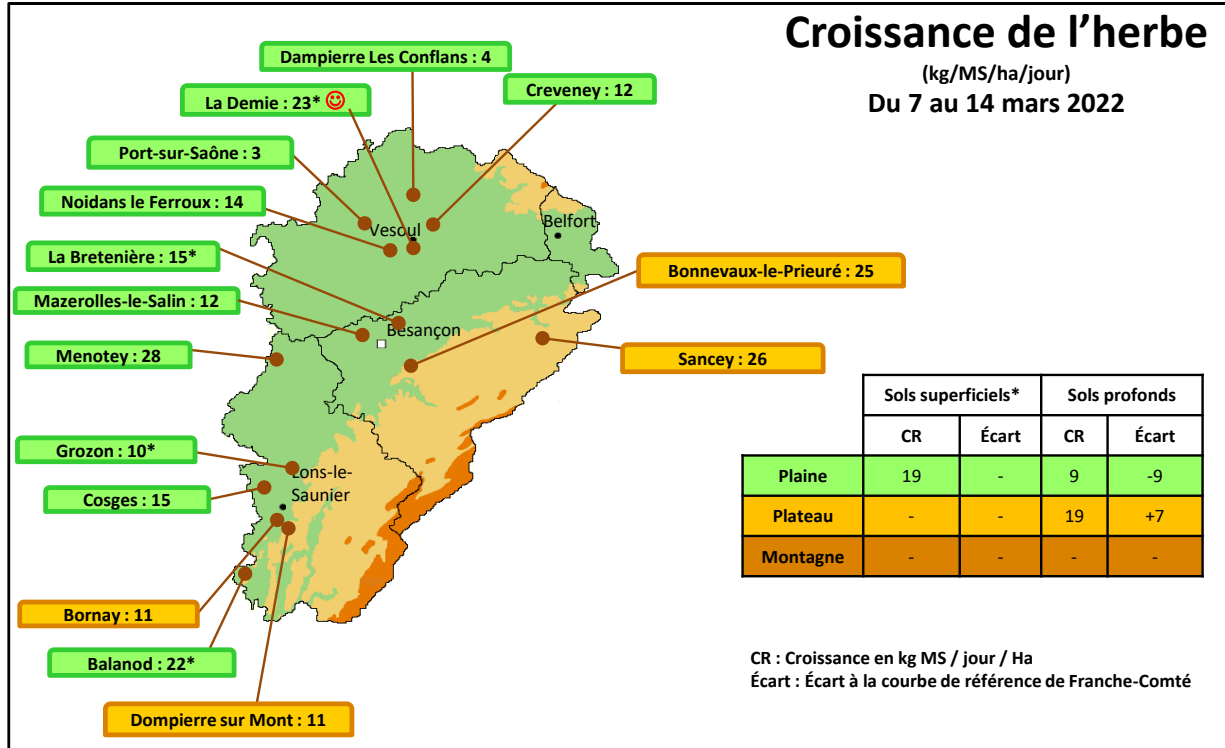 Croissance de l’herbe
(kg/MS/ha/jour)
Du 7 au 14 mars 2022
Dampierre Les Conflans : 4
La Demie : 23* ☺
Creveney : 12
Port-sur-Saône : 3
Noidans le Ferroux : 14
La Bretenière : 15*
Mazerolles-le-Salin : 12
Menotey : 28
Grozon : 10*
Cosges : 15
Bornay : 11
Balanod : 22*
Dompierre sur Mont : 11
Bonnevaux-le-Prieuré : 25
Sancey : 26
Vesoul
Belfort
Besançon
Lons-le-
Saunier
Sols superficiels* Sols profonds
CR Écart CR Écart
Plaine 19 - 9 -9
Plateau - - 19 +7
Montagne - - - -
CR : Croissance en kg MS / jour / Ha
Écart : Écart à la courbe de référence de Franche-Comté